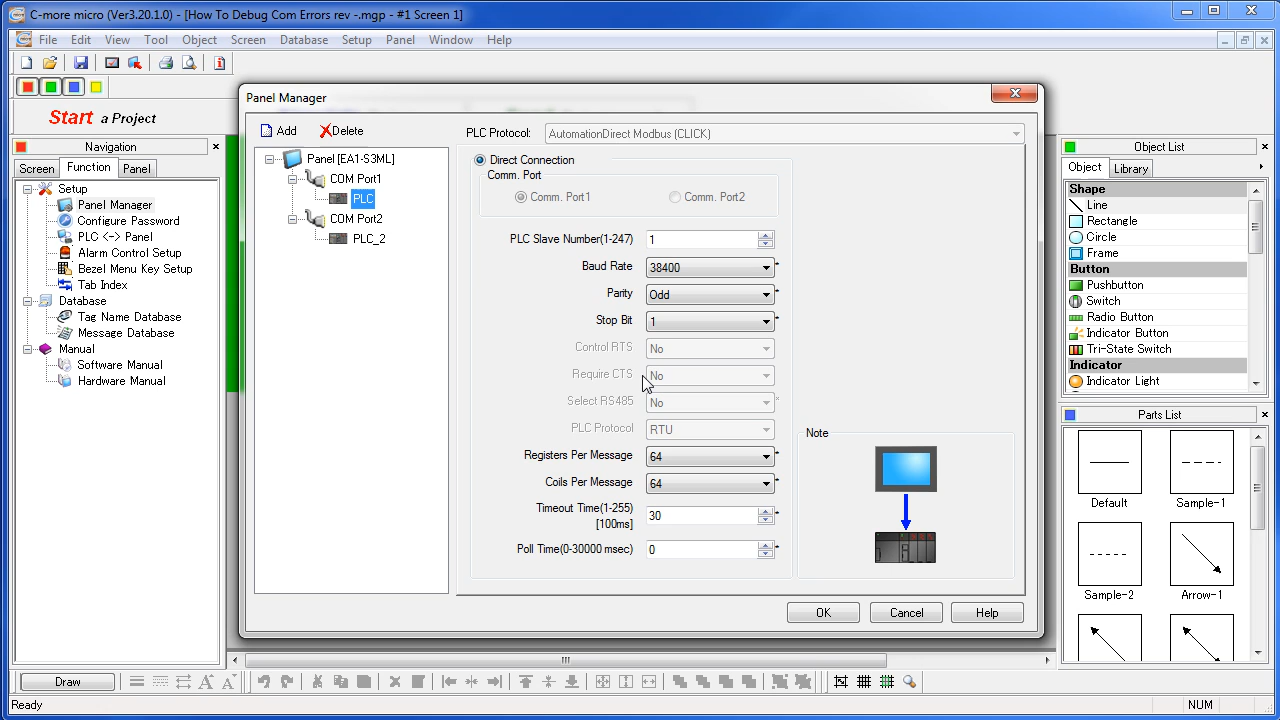 C-more micro (Ver3.20.1.0) - [How To Debug Com Errors rev -.mgp - #1 Screen 1]
File Edit View Tool Object Screen Database Setup Panel Window Help
Start a Project
Navigation
Screen Function Panel
Setup
Panel Manager
Configure Password
PLC <-> Panel
Alarm Control Setup
Bezel Menu Key Setup
Tab Index
Database
Tag Name Database
Message Database
Manual
Software Manual
Hardware Manual
Panel Manager
Add Delete
Panel [EA1-S3ML]
COM Port1
PLC
COM Port2
PLC_2
PLC Protocol: AutomationDirect Modbus (CLICK)
Direct Connection
Comm. Port
Comm. Port1 Comm. Port2
PLC Slave Number(1-247) 1
Baud Rate 38400 *
Parity Odd *
Stop Bit 1 *
Control RTS No
Require CTS No
Select RS485 No *
PLC Protocol RTU
Registers Per Message 64 *
Coils Per Message 64 *
Timeout Time(1-255)
[100ms] 30 *
Poll Time(0-30000 msec) 0 *
Note
OK Cancel Help
Object List
Object Library
Shape
Line
Rectangle
Circle
Frame
Button
Pushbutton
Switch
Radio Button
Indicator Button
Tri-State Switch
Indicator
Indicator Light
Parts List
Default Sample-1
Sample-2 Arrow-1
Draw
Ready NUM